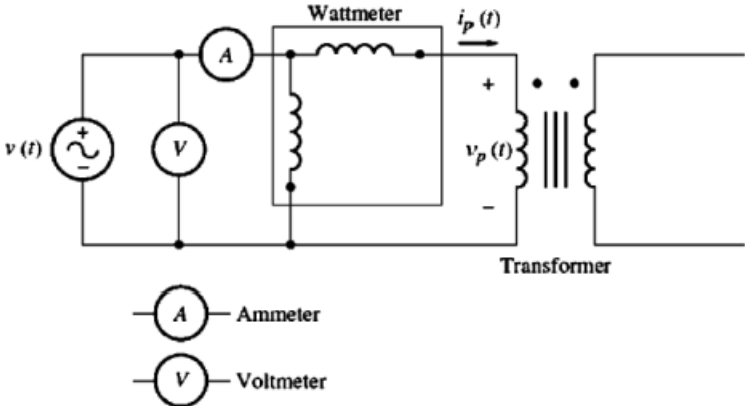 Wattmeter
i_p (t)
A
+
v (t)
+
−
V
v_p (t)
−
Transformer
A Ammeter
V Voltmeter